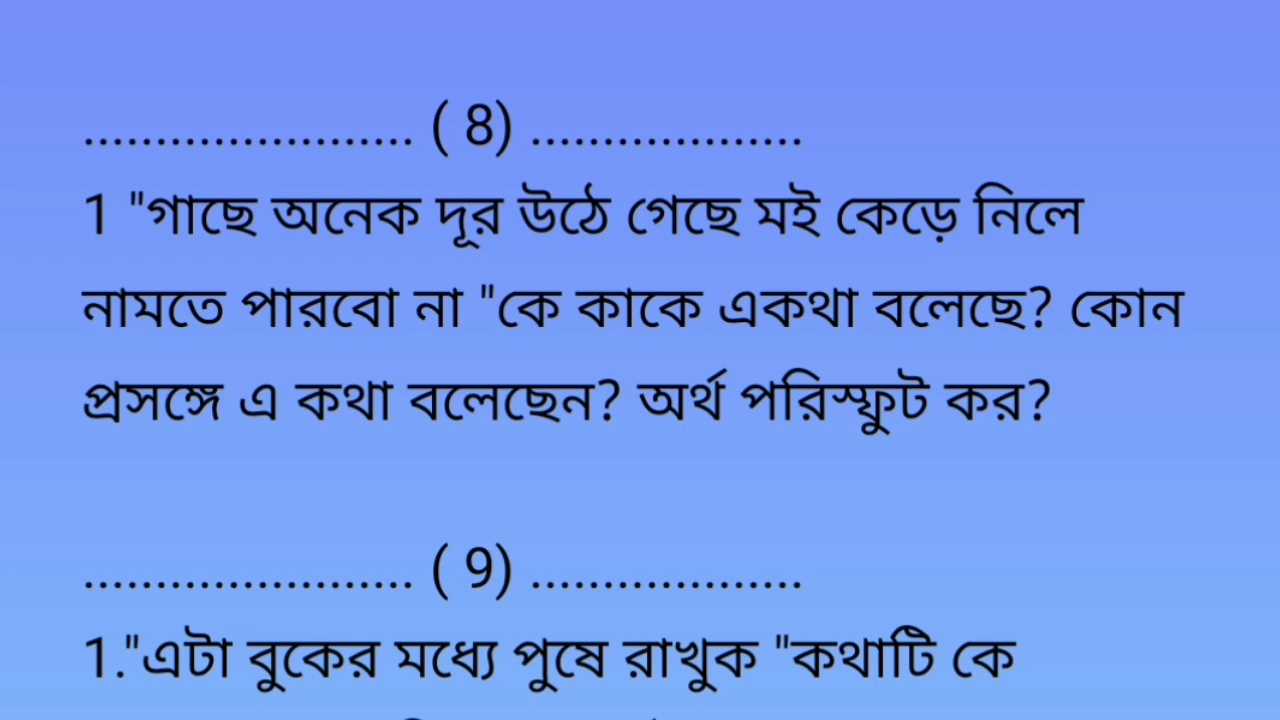 ....................... ( 8) ...................
1 "গাছে অনেক দূর উঠে গেছে মই কেড়ে নিলে
নামতে পারবো না "কে কাকে একথা বলেছে? কোন
প্রসঙ্গে এ কথা বলেছেন? অর্থ পরিস্ফুট কর?
....................... ( 9) ...................
1."এটা বুকের মধ্যে পুষে রাখুক "কথাটি কে